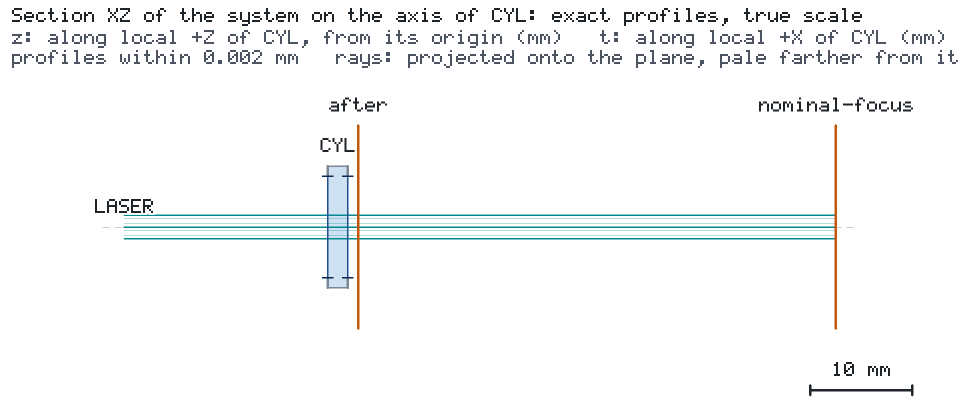 Section XZ of the system on the axis of CYL: exact profiles, true scale
z: along local +Z of CYL, from its origin (mm)   t: along local +X of CYL (mm)
profiles within 0.002 mm   rays: projected onto the plane, pale farther from it
after
nominal-focus
CYL
LASER
10 mm